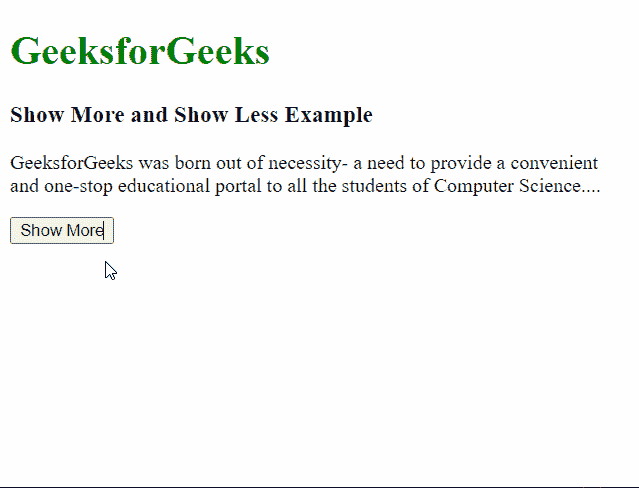 GeeksforGeeks
Show More and Show Less Example
GeeksforGeeks was born out of necessity- a need to provide a convenient
and one-stop educational portal to all the students of Computer Science....
Show More